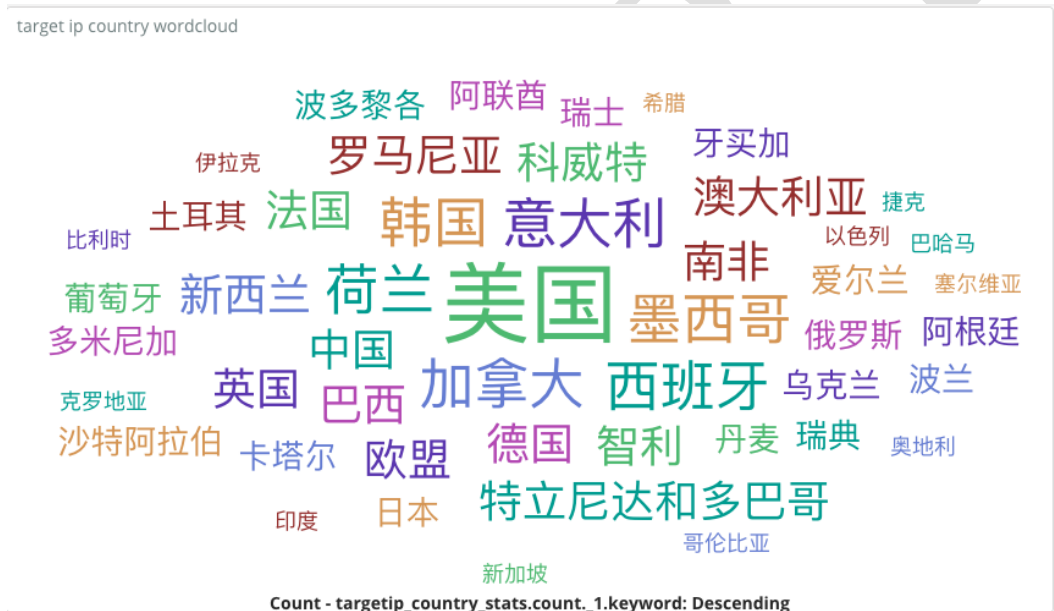 target ip country wordcloud
波多黎各 阿联酋 瑞士 希腊
伊拉克 罗马尼亚 科威特 牙买加
土耳其 法国 韩国 意大利 澳大利亚 捷克
比利时 南非 以色列 巴哈马
葡萄牙 新西兰 荷兰 美国 墨西哥 爱尔兰 塞尔维亚
多米尼加 中国 俄罗斯 阿根廷
克罗地亚 英国 巴西 加拿大 西班牙 乌克兰 波兰
沙特阿拉伯 卡塔尔 欧盟 德国 智利 丹麦 瑞典 奥地利
印度 日本 特立尼达和多巴哥
哥伦比亚
新加坡
Count - targetip_country_stats.count._1.keyword: Descending